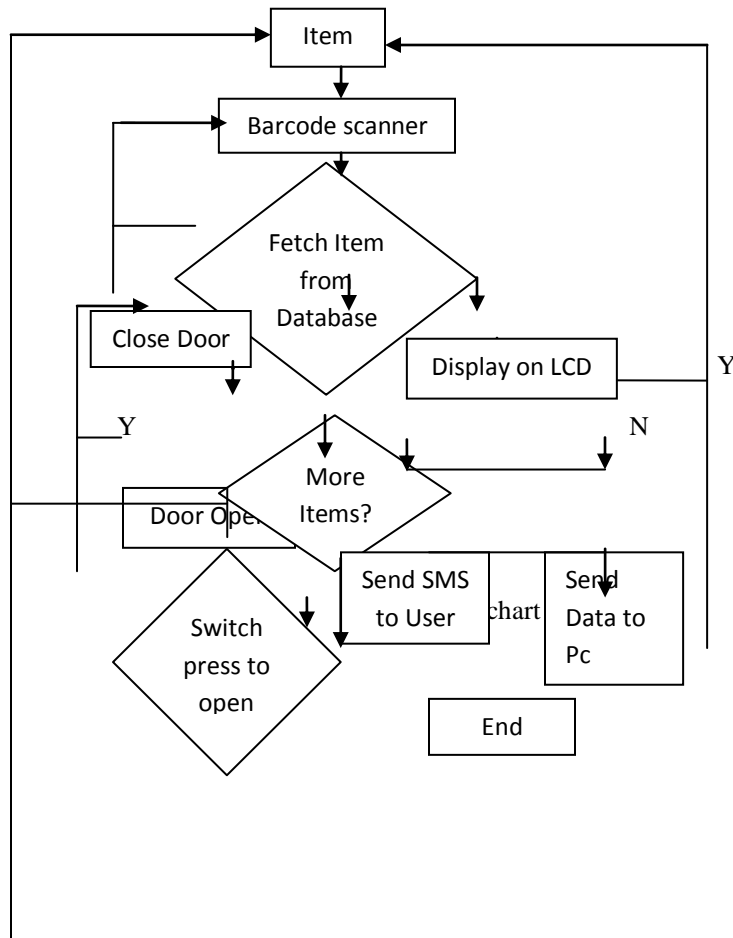 Item
Barcode scanner
Fetch Item
from
Database
Close Door
Display on LCD
Y
Y
N
More
Items?
Door Open
Send SMS
to User
chart
Send
Data to
Pc
Switch
press to
open
End